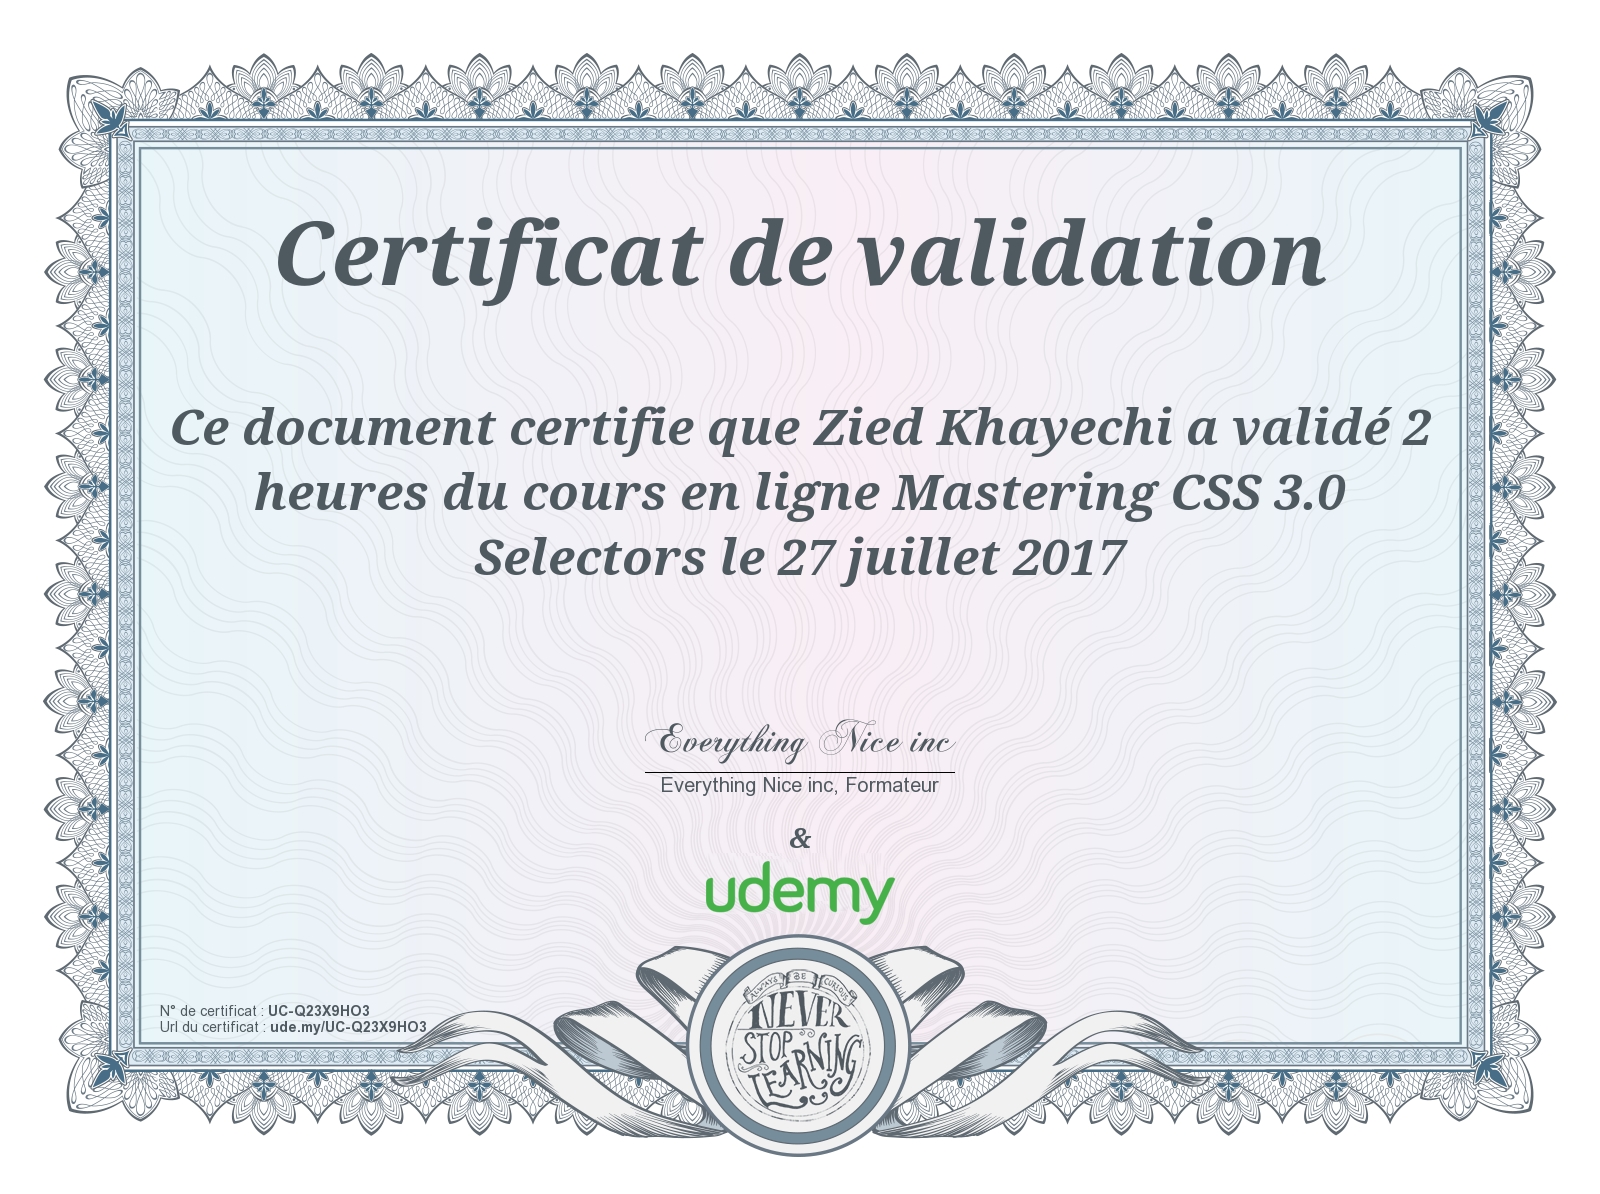 Certificat de validation
Ce document certifie que Zied Khayechi a validé 2
heures du cours en ligne Mastering CSS 3.0
Selectors le 27 juillet 2017
Everything Nice inc
Everything Nice inc, Formateur
&
udemy
N° de certificat : UC-Q23X9HO3
Url du certificat : ude.my/UC-Q23X9HO3
ALWAYS BE CURIOUS
NEVER
STOP
LEARNING